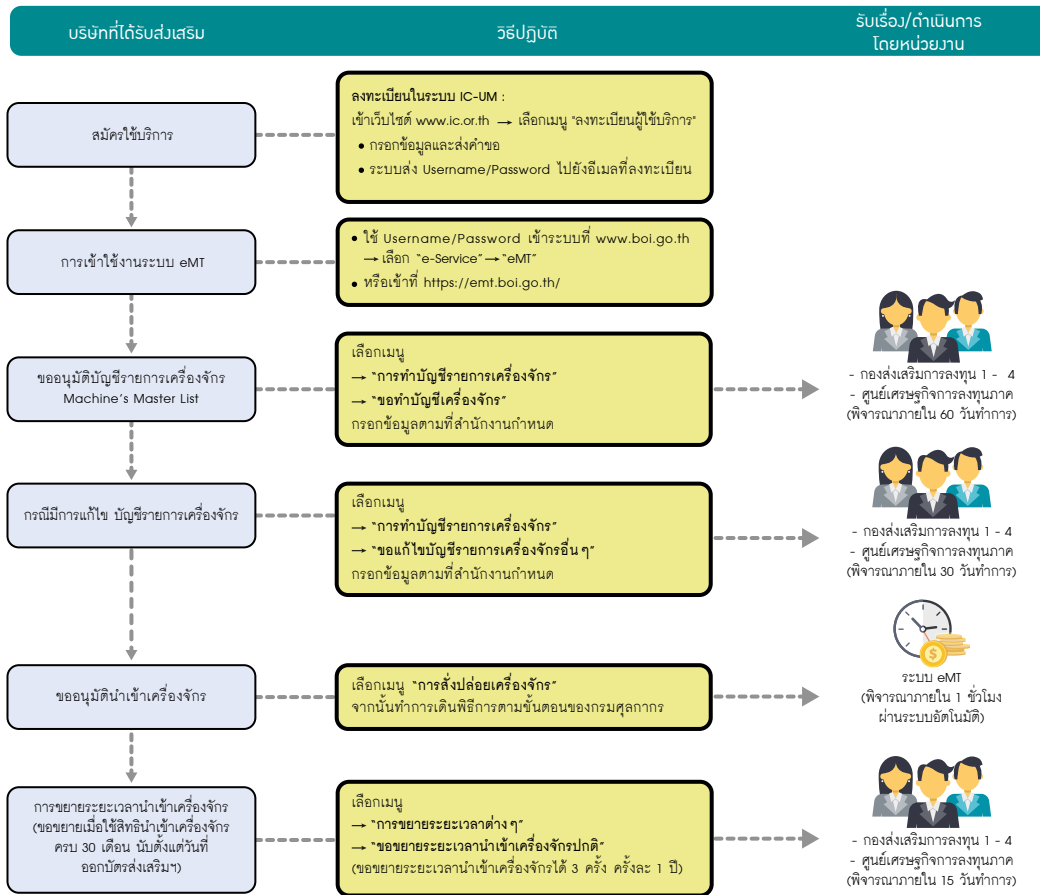 บริษัทที่ได้รับส่งเสริม
วิธีปฏิบัติ
รับเรื่อง/ดำเนินการ
โดยหน่วยงาน
สมัครใช้บริการ
ลงทะเบียนในระบบ IC-UM :
เข้าเว็บไซต์ www.ic.or.th → เลือกเมนู "ลงทะเบียนผู้ใช้บริการ"
• กรอกข้อมูลและส่งคำขอ
• ระบบส่ง Username/Password ไปยังอีเมลที่ลงทะเบียน
การเข้าใช้งานระบบ eMT
• ใช้ Username/Password เข้าระบบที่ www.boi.go.th
→ เลือก "e-Service" → "eMT"
• หรือเข้าที่ https://emt.boi.go.th/
ขออนุมัติบัญชีรายการเครื่องจักร
Machine's Master List
เลือกเมนู
→ "การทำบัญชีรายการเครื่องจักร"
→ "ขอทำบัญชีเครื่องจักร"
กรอกข้อมูลตามที่สำนักงานกำหนด
- กองส่งเสริมการลงทุน 1 - 4
- ศูนย์เศรษฐกิจการลงทุนภาค
(พิจารณาภายใน 60 วันทำการ)
กรณีมีการแก้ไข บัญชีรายการเครื่องจักร
เลือกเมนู
→ "การทำบัญชีรายการเครื่องจักร"
→ "ขอแก้ไขบัญชีรายการเครื่องจักรอื่นๆ"
กรอกข้อมูลตามที่สำนักงานกำหนด
- กองส่งเสริมการลงทุน 1 - 4
- ศูนย์เศรษฐกิจการลงทุนภาค
(พิจารณาภายใน 30 วันทำการ)
ขออนุมัตินำเข้าเครื่องจักร
เลือกเมนู "การสั่งปล่อยเครื่องจักร"
จากนั้นทำการเดินพิธีการตามขั้นตอนของกรมศุลกากร
$
ระบบ eMT
(พิจารณาภายใน 1 ชั่วโมง
ผ่านระบบอัตโนมัติ)
การขยายระยะเวลานำเข้าเครื่องจักร
(ขอขยายเมื่อใช้สิทธินำเข้าเครื่องจักร
ครบ 30 เดือน นับตั้งแต่วันที่
ออกบัตรส่งเสริมฯ)
เลือกเมนู
→ "การขยายระยะเวลาต่างๆ"
→ "ขอขยายระยะเวลานำเข้าเครื่องจักรปกติ"
(ขอขยายระยะเวลานำเข้าเครื่องจักรได้ 3 ครั้ง ครั้งละ 1 ปี)
- กองส่งเสริมการลงทุน 1 - 4
- ศูนย์เศรษฐกิจการลงทุนภาค
(พิจารณาภายใน 15 วันทำการ)